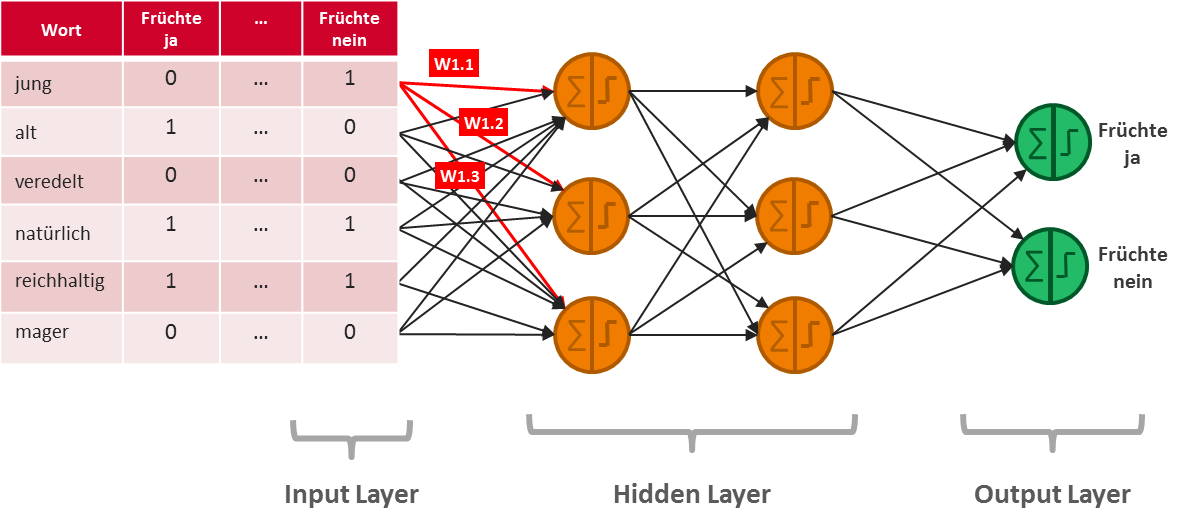 Wort Früchte ja ... Früchte nein
jung 0 ... 1
alt 1 ... 0
veredelt 0 ... 0
natürlich 1 ... 1
reichhaltig 1 ... 1
mager 0 ... 0
W1.1
W1.2
W1.3
Σ Σ
Σ Σ
Σ Σ
Σ Früchte
ja
Σ Früchte
nein
Input Layer Hidden Layer Output Layer